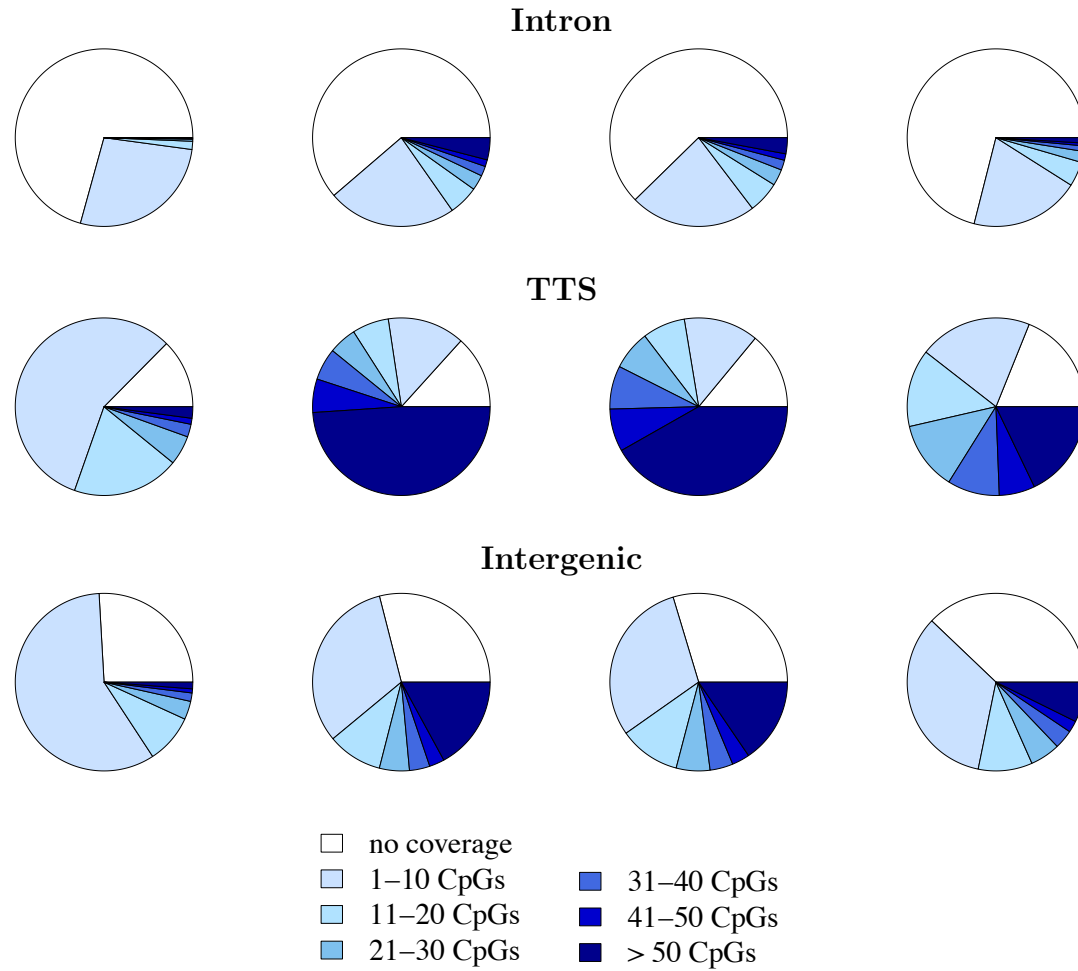 Intron
TTS
Intergenic
no coverage
1–10 CpGs
11–20 CpGs
21–30 CpGs
31–40 CpGs
41–50 CpGs
> 50 CpGs